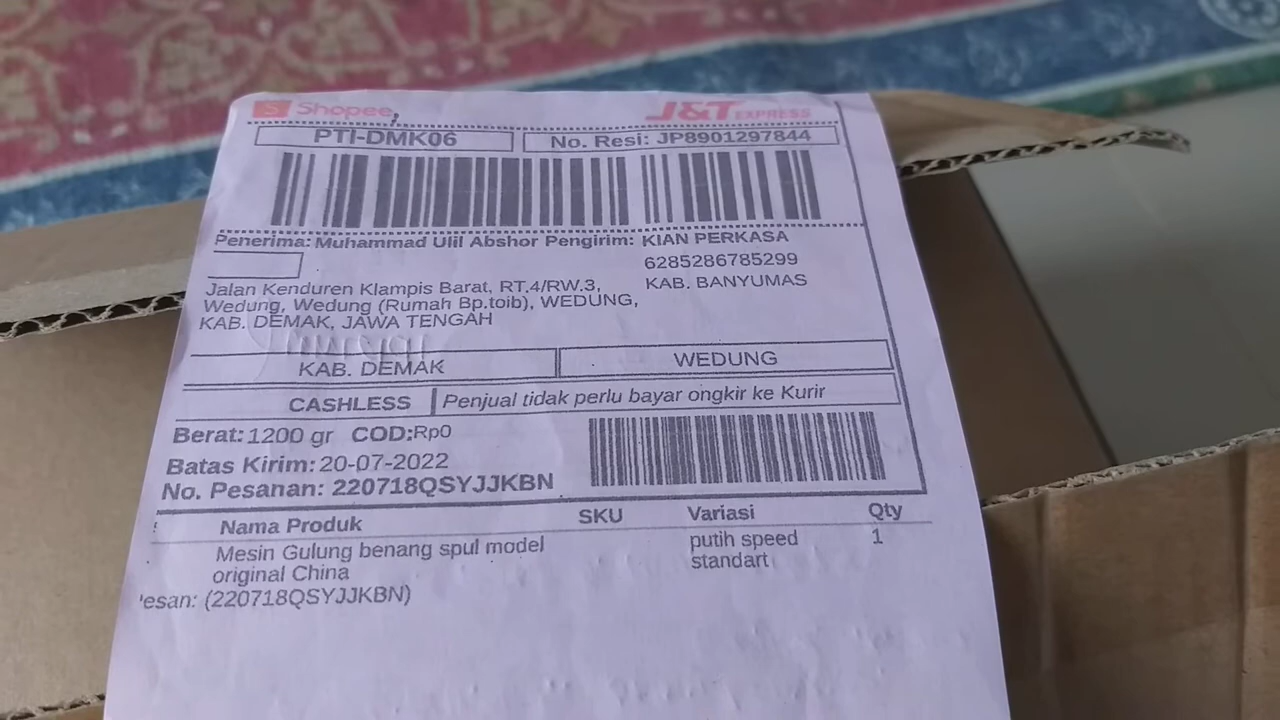 Shopee J&T EXPRESS
PTI-DMK06 No. Resi: JP8901297844
Penerima: Muhammad Ulil Abshor Pengirim: KIAN PERKASA
6285286785299
Jalan Kenduren Klampis Barat, RT.4/RW.3, KAB. BANYUMAS
Wedung, Wedung (Rumah Bp.toib), WEDUNG,
KAB. DEMAK, JAWA TENGAH
KAB. DEMAK WEDUNG
CASHLESS Penjual tidak perlu bayar ongkir ke Kurir
Berat: 1200 gr COD:Rp0
Batas Kirim: 20-07-2022
No. Pesanan: 220718QSYJJKBN
Nama Produk SKU Variasi Qty
Mesin Gulung benang spul model putih speed 1
original China standart
esan: (220718QSYJJKBN)